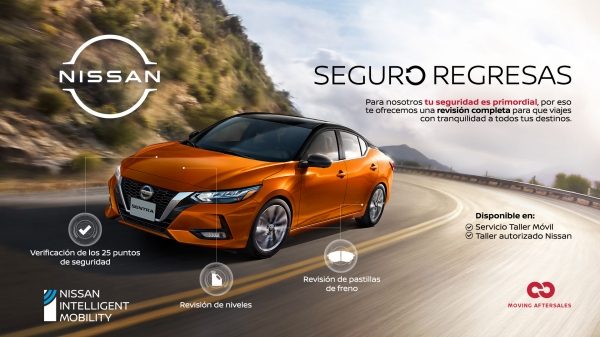 NISSAN
SEGURO REGRESAS
Para nosotros tu seguridad es primordial, por eso
te ofrecemos una revisión completa para que viajes
con tranquilidad a todos tus destinos.
SENTRA
Disponible en:
Servicio Taller Móvil
Taller autorizado Nissan
Verificación de los 25 puntos
de seguridad
Revisión de niveles
Revisión de pastillas
de freno
NISSAN
INTELLIGENT
MOBILITY
MOVING AFTERSALES